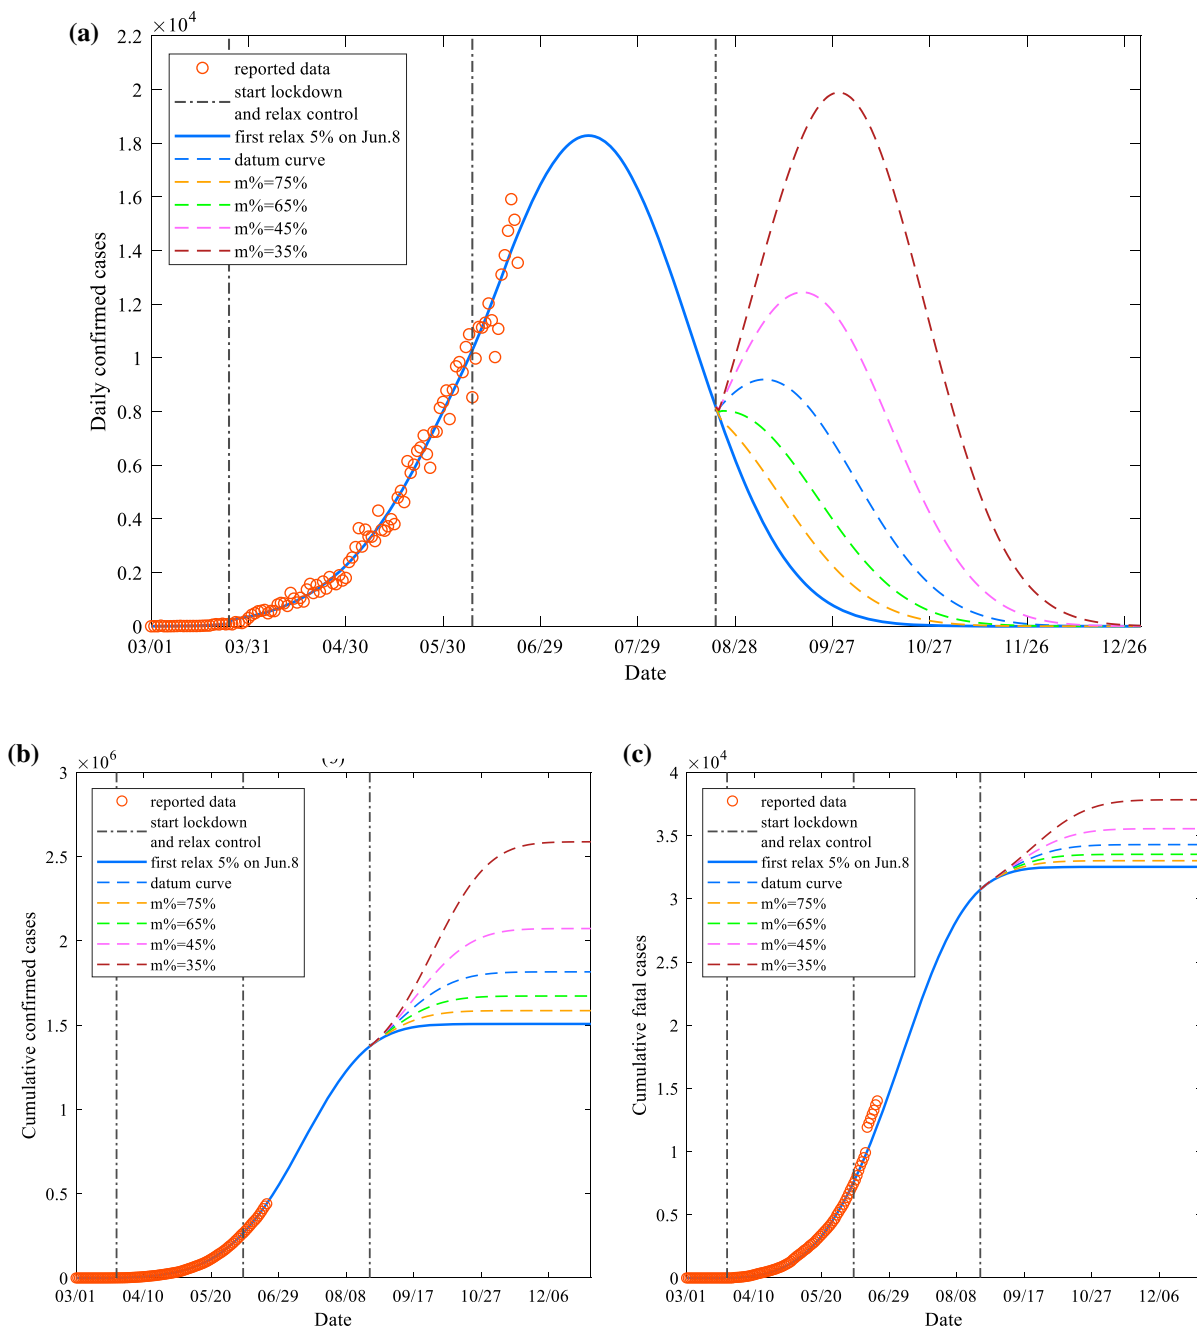 (a)
×10⁴
2.2
2
1.8
1.6
1.4
1.2
1
0.8
0.6
0.4
0.2
0
Daily confirmed cases
reported data
start lockdown
and relax control
first relax 5% on Jun.8
datum curve
m%=75%
m%=65%
m%=45%
m%=35%
03/01 03/31 04/30 05/30 06/29 07/29 08/28 09/27 10/27 11/26 12/26
Date
(b)
×10⁶
3
2.5
2
1.5
1
0.5
0
Cumulative confirmed cases
reported data
start lockdown
and relax control
first relax 5% on Jun.8
datum curve
m%=75%
m%=65%
m%=45%
m%=35%
03/01 04/10 05/20 06/29 08/08 09/17 10/27 12/06
Date
(c)
×10⁴
4
3.5
3
2.5
2
1.5
1
0.5
0
Cumulative fatal cases
reported data
start lockdown
and relax control
first relax 5% on Jun.8
datum curve
m%=75%
m%=65%
m%=45%
m%=35%
03/01 04/10 05/20 06/29 08/08 09/17 10/27 12/06
Date